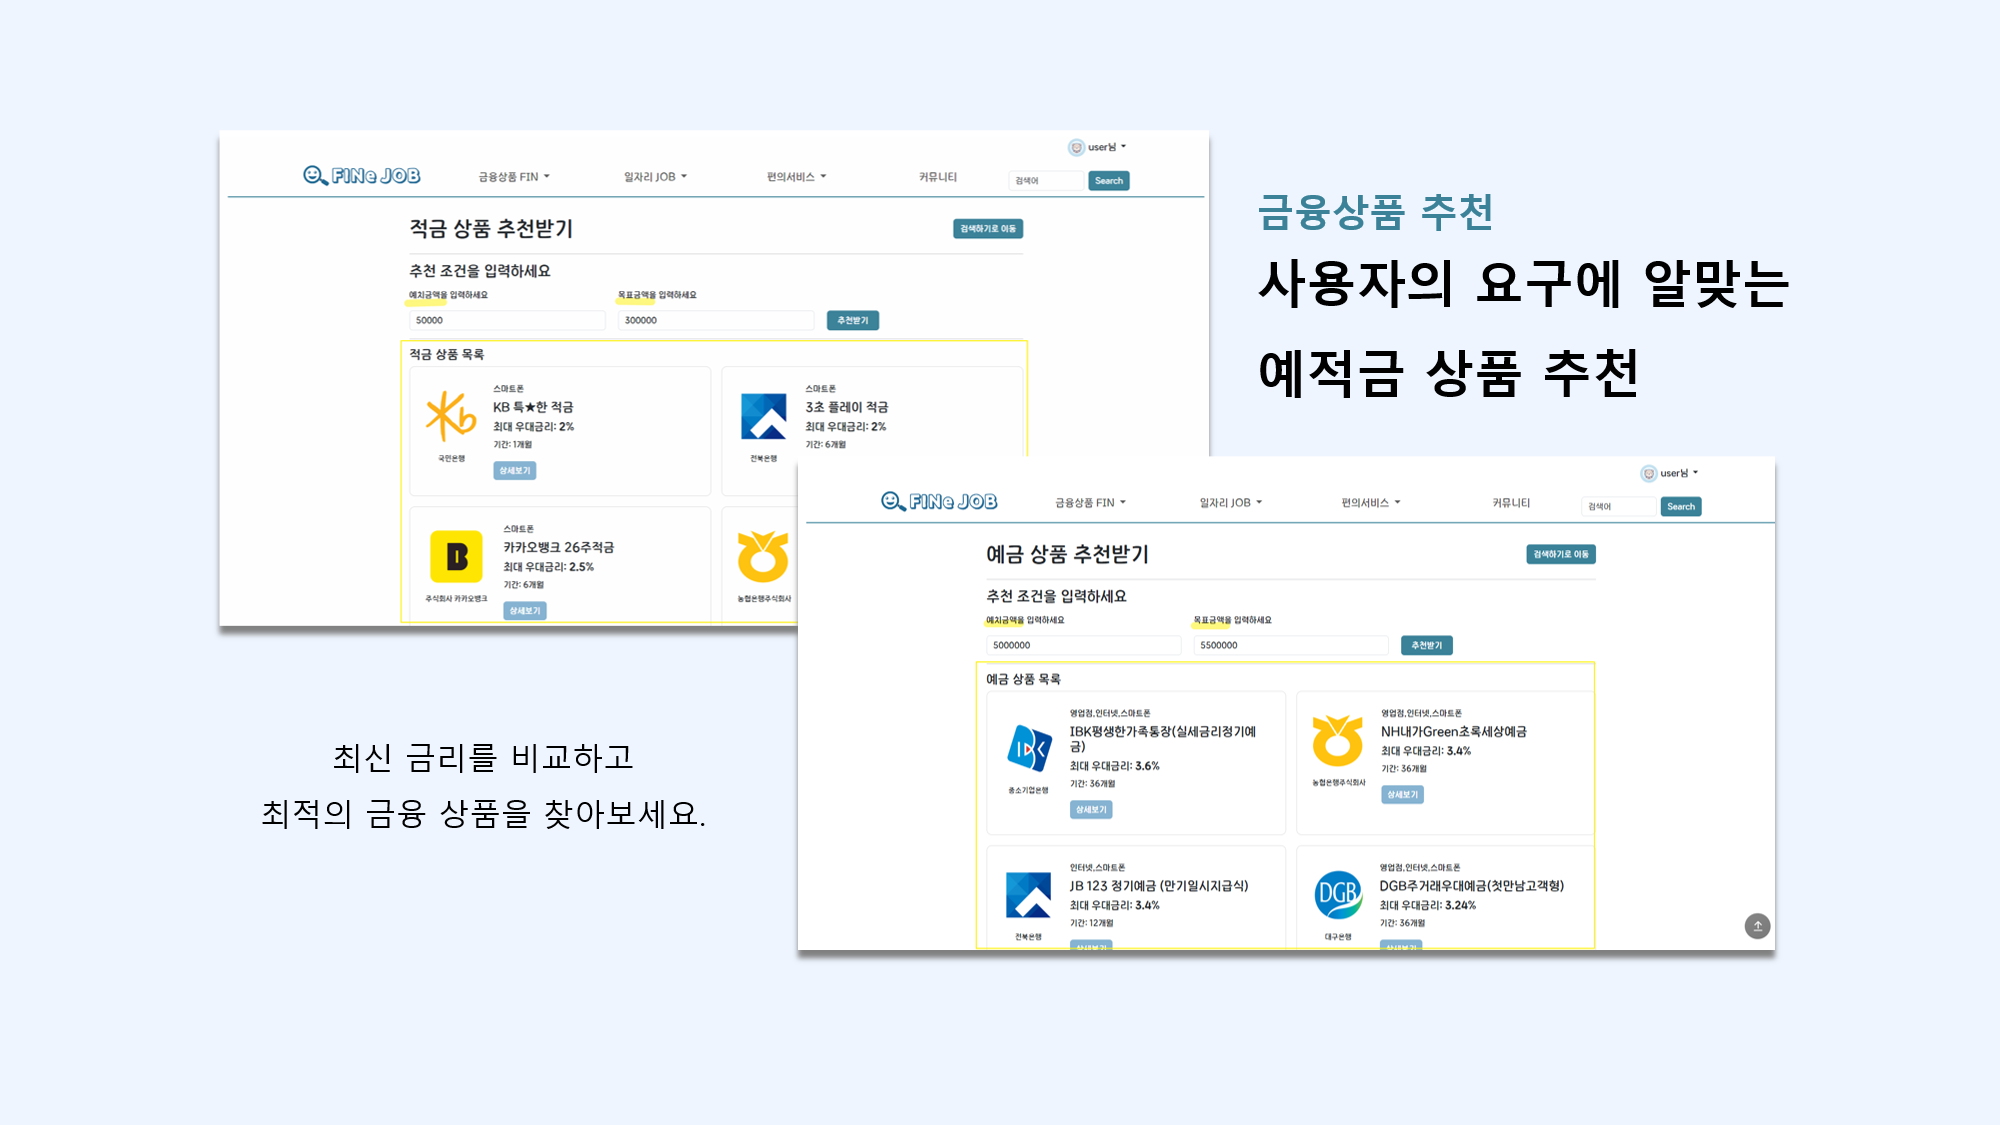 user님
FINe JOB
금융상품 FIN
일자리 JOB
편의서비스
커뮤니티
검색어
Search
적금 상품 추천받기
검색하기로 이동
추천 조건을 입력하세요
예치금액을 입력하세요
목표금액을 입력하세요
50000
300000
추천받기
적금 상품 목록
스마트폰
KB 특★한 적금
최대 우대금리: 2%
기간: 1개월
국민은행
상세보기
스마트폰
3초 플레이 적금
최대 우대금리: 2%
기간: 6개월
전북은행
스마트폰
카카오뱅크 26주적금
최대 우대금리: 2.5%
기간: 6개월
주식회사 카카오뱅크
상세보기
농협은행주식회사
금융상품 추천
사용자의 요구에 알맞는
예적금 상품 추천
user님
FINe JOB
금융상품 FIN
일자리 JOB
편의서비스
커뮤니티
검색어
Search
예금 상품 추천받기
검색하기로 이동
추천 조건을 입력하세요
예치금액을 입력하세요
목표금액을 입력하세요
5000000
5500000
추천받기
예금 상품 목록
영업점,인터넷,스마트폰
IBK평생한가족통장(실세금리정기예
금)
최대 우대금리: 3.6%
기간: 36개월
중소기업은행
상세보기
영업점,인터넷,스마트폰
NH내가Green초록세상예금
최대 우대금리: 3.4%
기간: 36개월
농협은행주식회사
상세보기
인터넷,스마트폰
JB 123 정기예금 (만기일시지급식)
최대 우대금리: 3.4%
기간: 12개월
전북은행
상세보기
영업점,인터넷,스마트폰
DGB
DGB주거래우대예금(첫만남고객형)
최대 우대금리: 3.24%
기간: 36개월
대구은행
상세보기
최신 금리를 비교하고
최적의 금융 상품을 찾아보세요.